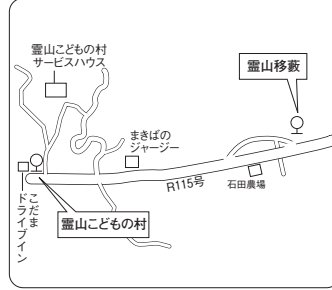 霊山こどもの村
サービスハウス
霊山移薮
まきばの
ジャージー
R115号
石田農場
こだま
ドライブイン
霊山こどもの村